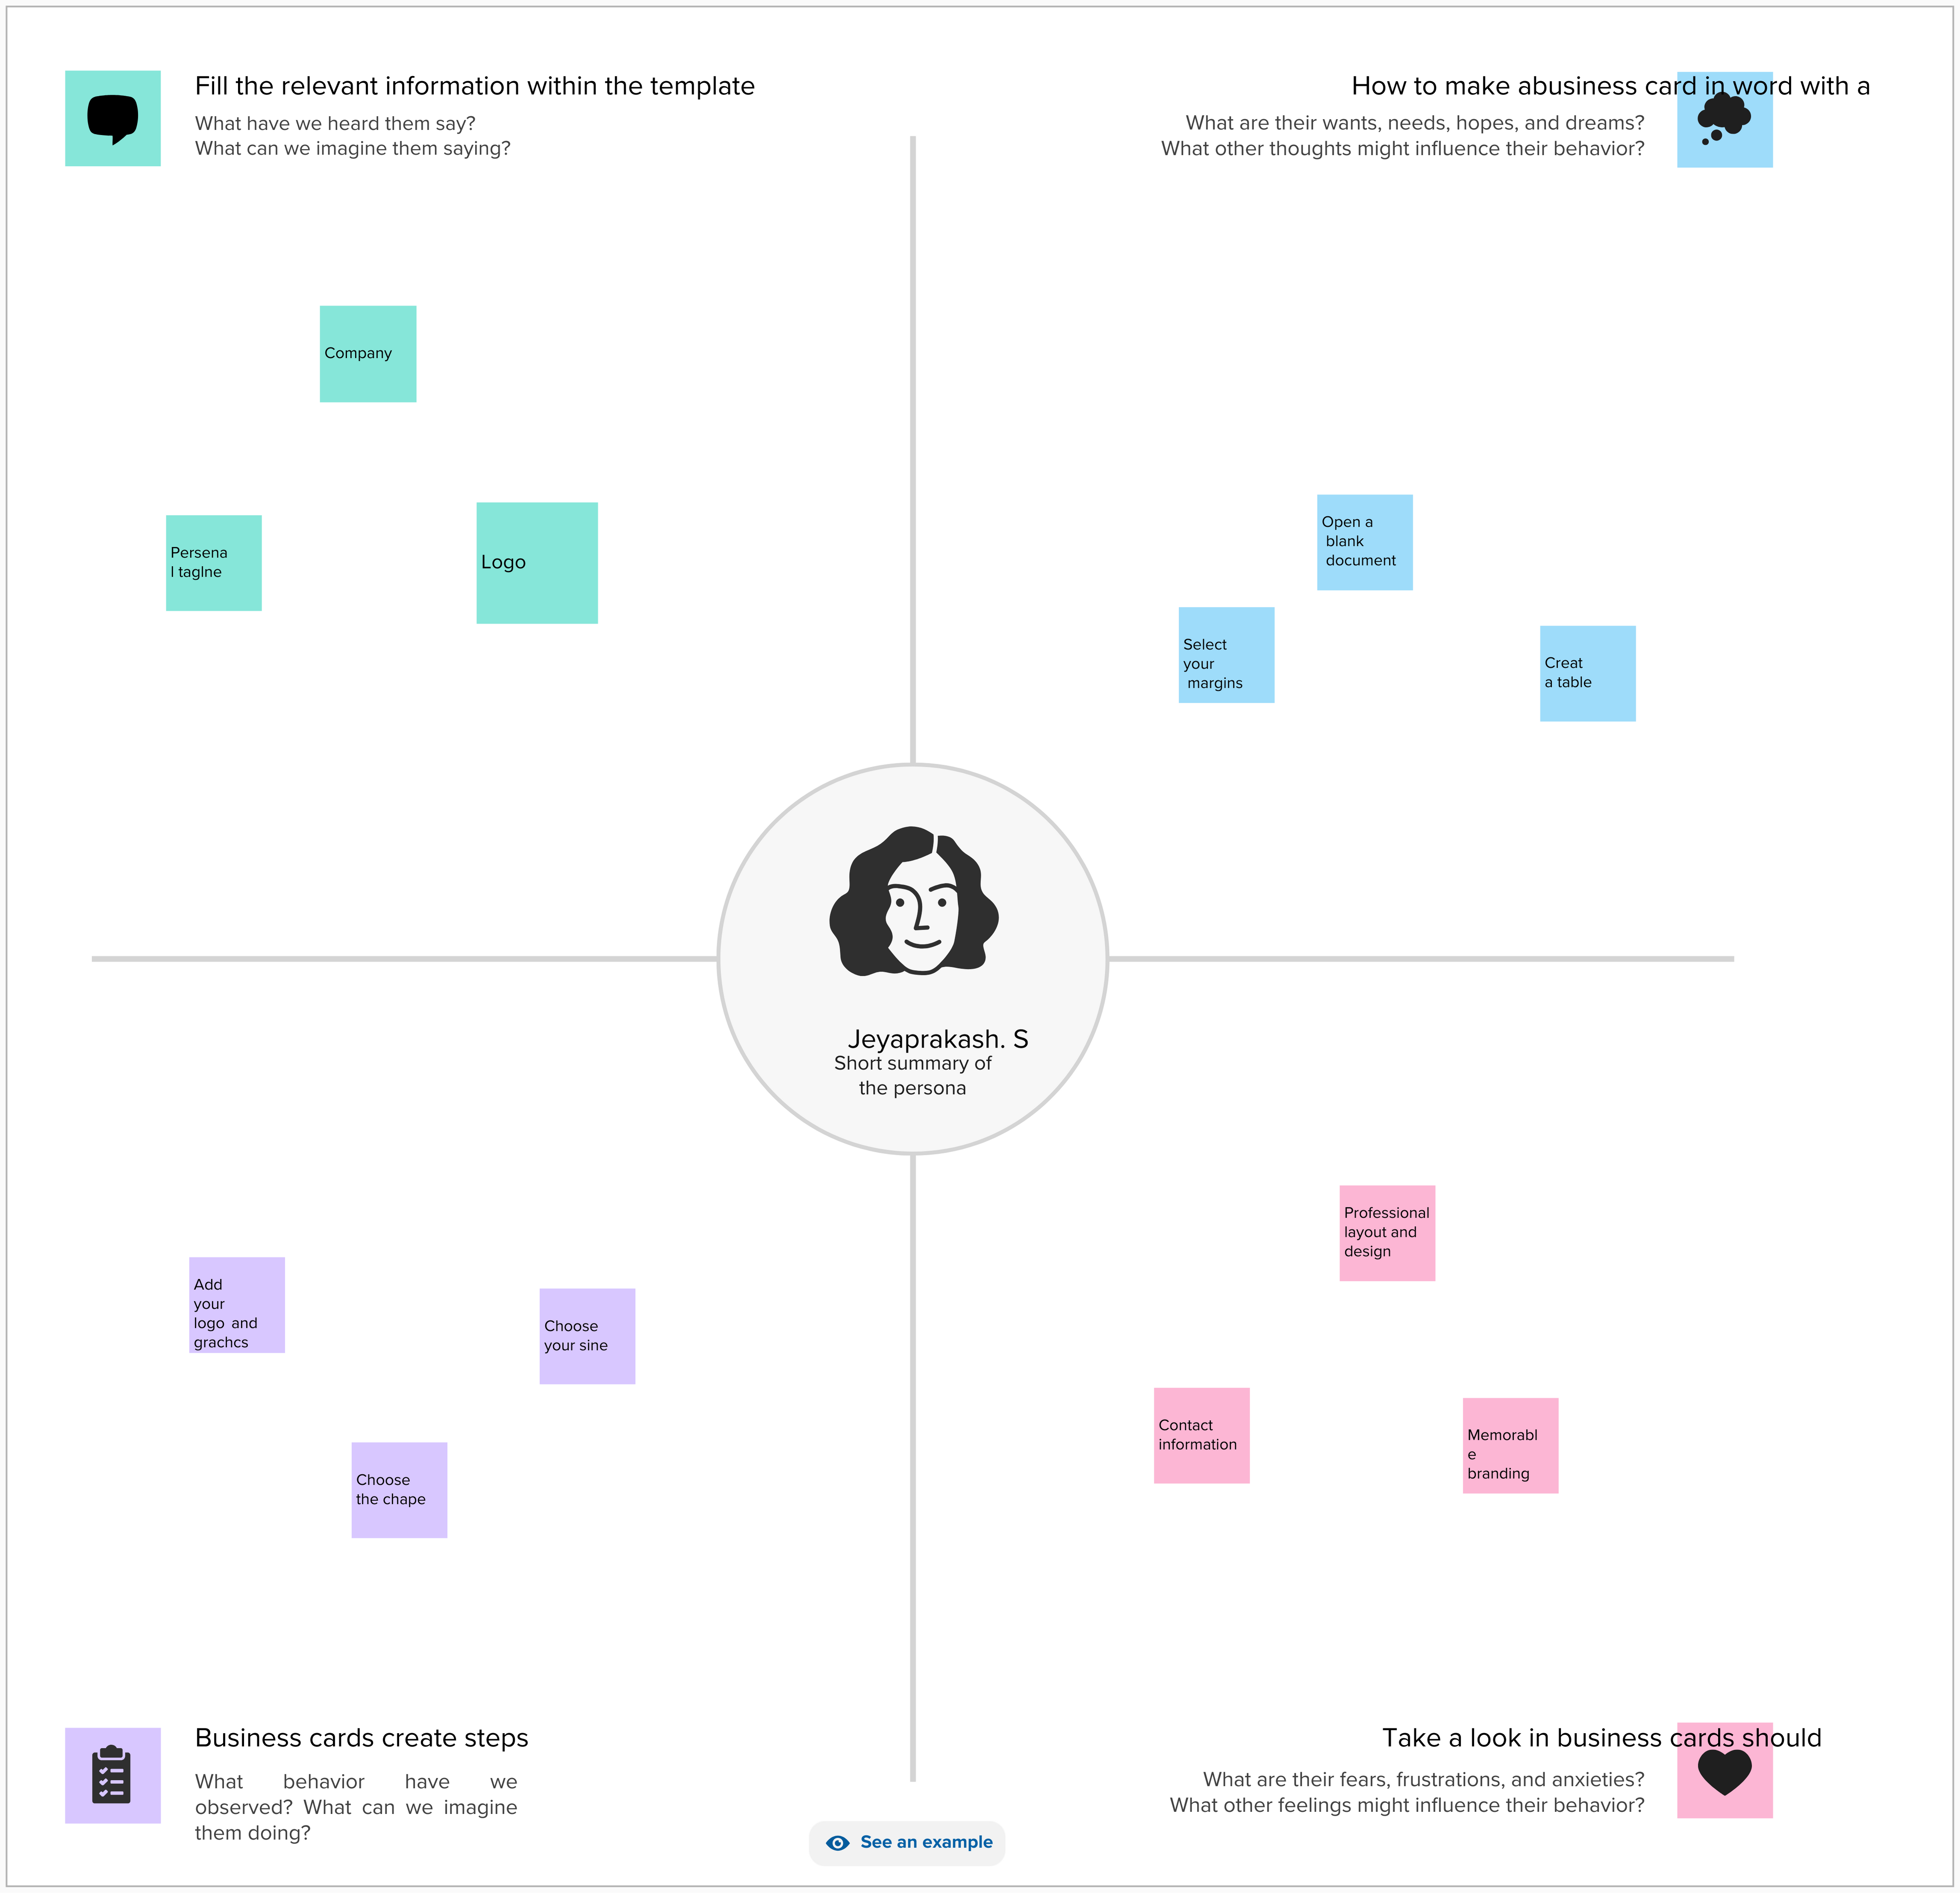 Fill the relevant information within the template
What have we heard them say?
What can we imagine them saying?
How to make abusiness card in word with a
What are their wants, needs, hopes, and dreams?
What other thoughts might influence their behavior?
Company
Persena
l taglne
Logo
Open a
blank
document
Select
your
margins
Creat
a table
Jeyaprakash. S
Short summary of
the persona
Add
your
logo and
grachcs
Choose
your sine
Choose
the chape
Professional
layout and
design
Contact
information
Memorabl
e
branding
Business cards create steps
What behavior have we
observed? What can we imagine
them doing?
Take a look in business cards should
What are their fears, frustrations, and anxieties?
What other feelings might influence their behavior?
See an example